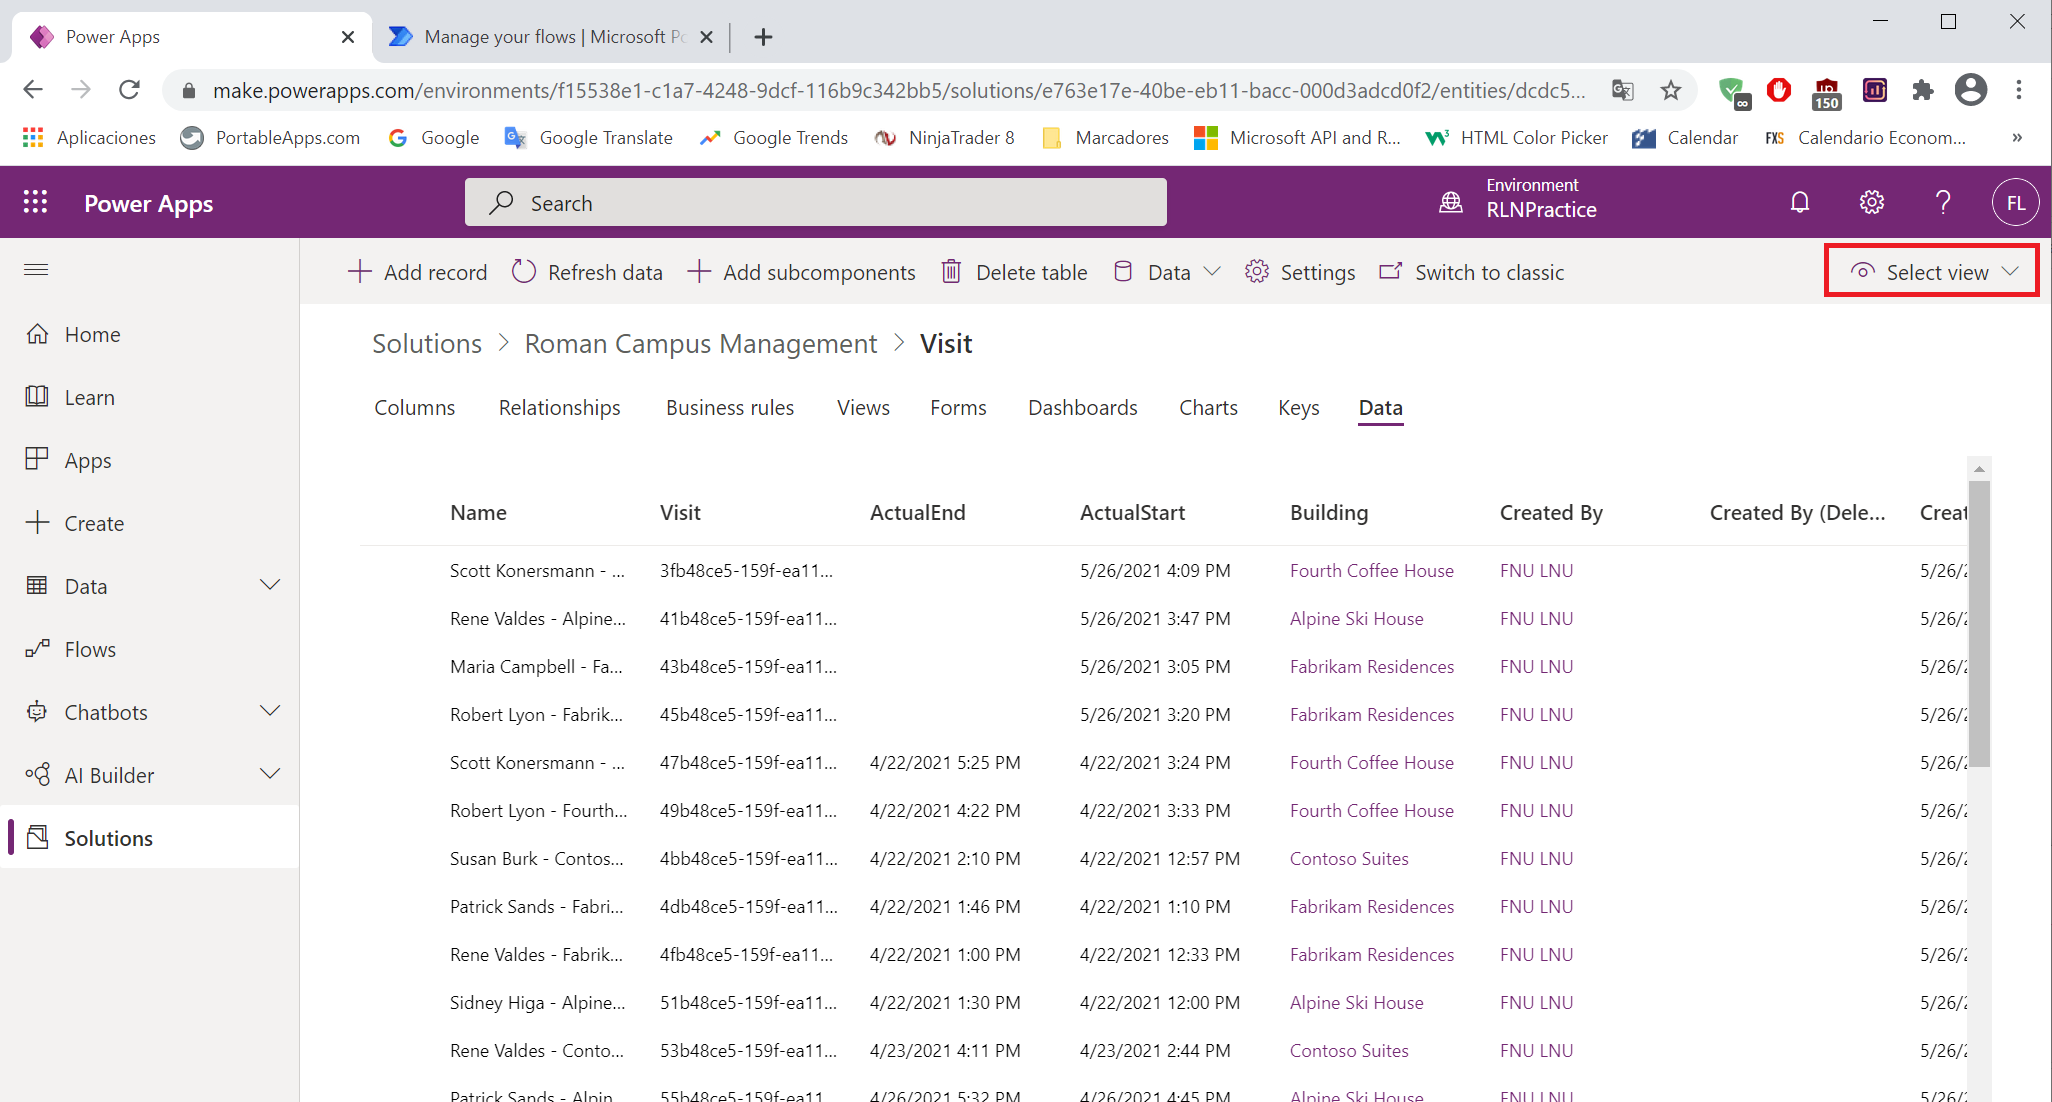 Power Apps
Manage your flows | Microsoft Po
make.powerapps.com/environments/f15538e1-c1a7-4248-9dcf-116b9c342bb5/solutions/e763e17e-40be-eb11-bacc-000d3adcd0f2/entities/dcdc5...
150
Aplicaciones PortableApps.com Google Google Translate Google Trends NinjaTrader 8 Marcadores Microsoft API and R... HTML Color Picker Calendar FXS Calendario Econom... »
Power Apps
Search
Environment
RLNPractice
FL
Add record Refresh data Add subcomponents Delete table Data Settings Switch to classic Select view
Home
Learn
Apps
Create
Data
Flows
Chatbots
AI Builder
Solutions
Solutions > Roman Campus Management > Visit
Columns Relationships Business rules Views Forms Dashboards Charts Keys Data
Name Visit ActualEnd ActualStart Building Created By Created By (Dele... Creat
Scott Konersmann - ... 3fb48ce5-159f-ea11... 5/26/2021 4:09 PM Fourth Coffee House FNU LNU 5/26/2
Rene Valdes - Alpine... 41b48ce5-159f-ea11... 5/26/2021 3:47 PM Alpine Ski House FNU LNU 5/26/2
Maria Campbell - Fa... 43b48ce5-159f-ea11... 5/26/2021 3:05 PM Fabrikam Residences FNU LNU 5/26/2
Robert Lyon - Fabrik... 45b48ce5-159f-ea11... 5/26/2021 3:20 PM Fabrikam Residences FNU LNU 5/26/2
Scott Konersmann - ... 47b48ce5-159f-ea11... 4/22/2021 5:25 PM 4/22/2021 3:24 PM Fourth Coffee House FNU LNU 5/26/2
Robert Lyon - Fourth... 49b48ce5-159f-ea11... 4/22/2021 4:22 PM 4/22/2021 3:33 PM Fourth Coffee House FNU LNU 5/26/2
Susan Burk - Contos... 4bb48ce5-159f-ea11... 4/22/2021 2:10 PM 4/22/2021 12:57 PM Contoso Suites FNU LNU 5/26/2
Patrick Sands - Fabri... 4db48ce5-159f-ea11... 4/22/2021 1:46 PM 4/22/2021 1:10 PM Fabrikam Residences FNU LNU 5/26/2
Rene Valdes - Fabrik... 4fb48ce5-159f-ea11... 4/22/2021 1:00 PM 4/22/2021 12:33 PM Fabrikam Residences FNU LNU 5/26/2
Sidney Higa - Alpine... 51b48ce5-159f-ea11... 4/22/2021 1:30 PM 4/22/2021 12:00 PM Alpine Ski House FNU LNU 5/26/2
Rene Valdes - Conto... 53b48ce5-159f-ea11... 4/23/2021 4:11 PM 4/23/2021 2:44 PM Contoso Suites FNU LNU 5/26/2
Patrick Sands - Alpin... 55b48ce5-159f-ea11... 4/26/2021 5:32 PM 4/26/2021 4:45 PM Alpine Ski House FNU LNU 5/26/2